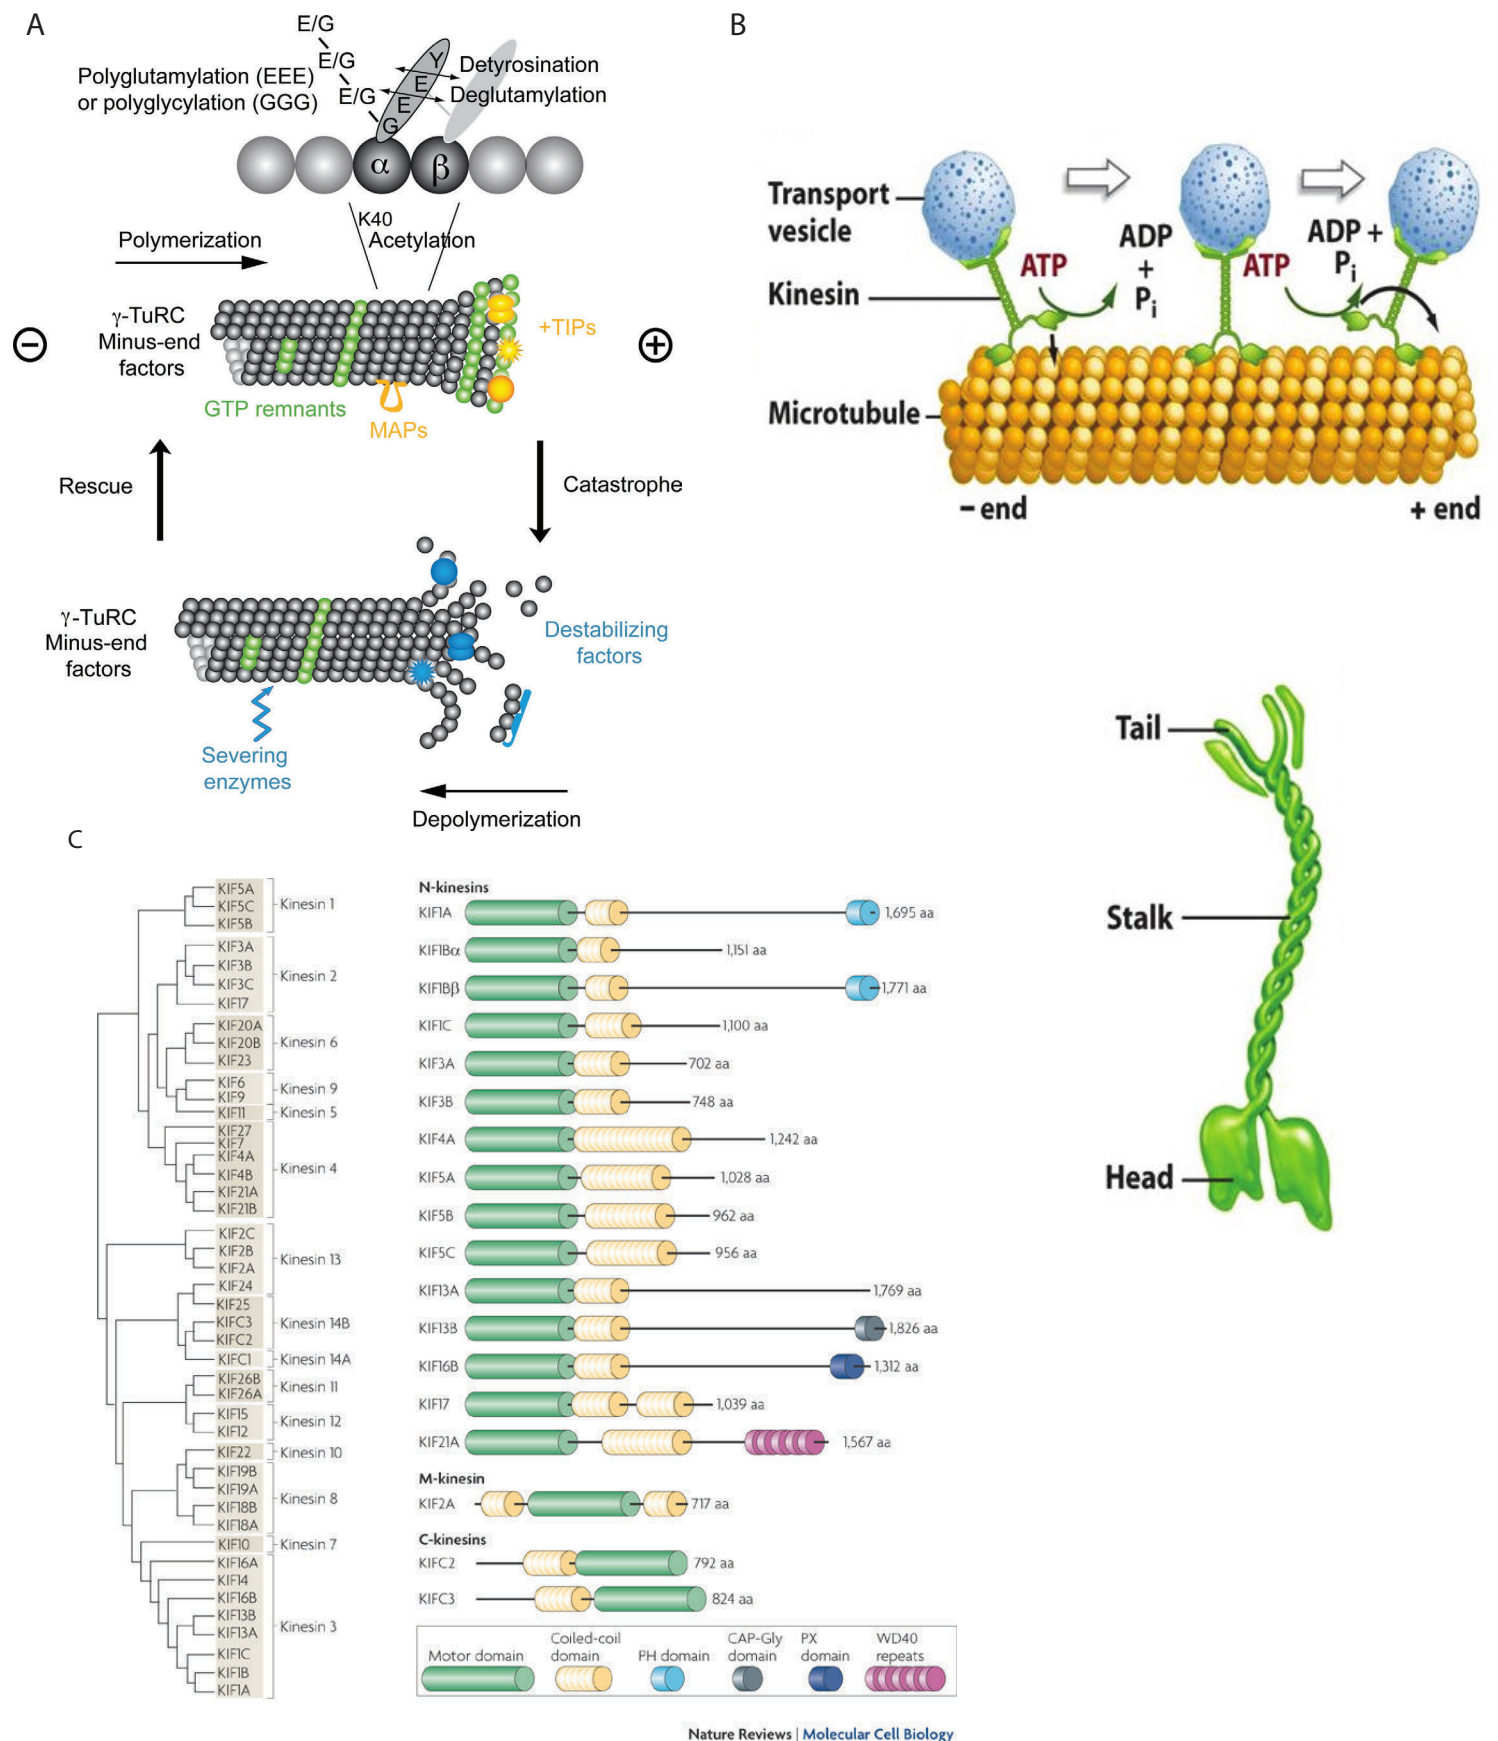 A
E/G
E/G
E/G
Polyglutamylation (EEE)
or polyglycylation (GGG)
Y
E
E
G
Detyrosination
Deglutamylation
α
β
K40
Acetylation
Polymerization
γ-TuRC
Minus-end
factors
−
+
+TIPs
GTP remnants
MAPs
Rescue
Catastrophe
γ-TuRC
Minus-end
factors
Destabilizing
factors
Severing
enzymes
Depolymerization
B
Transport
vesicle
Kinesin
Microtubule
ATP
ADP
+
Pi
ATP
ADP +
Pi
– end
+ end
Tail
Stalk
Head
C
KIF5A
KIF5C
KIF5B
Kinesin 1
KIF3A
KIF3B
KIF3C
KIF17
Kinesin 2
KIF20A
KIF20B
KIF23
Kinesin 6
KIF6
KIF9
Kinesin 9
KIF11
Kinesin 5
KIF27
KIF7
KIF4A
KIF4B
KIF21A
KIF21B
Kinesin 4
KIF2C
KIF2B
KIF2A
KIF24
Kinesin 13
KIF25
KIFC3
KIFC2
Kinesin 14B
KIFC1
Kinesin 14A
KIF26B
KIF26A
Kinesin 11
KIF15
KIF12
Kinesin 12
KIF22
Kinesin 10
KIF19B
KIF19A
KIF18B
KIF18A
Kinesin 8
KIF10
Kinesin 7
KIF16A
KIF14
KIF16B
KIF13B
KIF13A
KIF1C
KIF1B
KIF1A
Kinesin 3
N-kinesins
KIF1A 1,695 aa
KIF1Bα 1,151 aa
KIF1Bβ 1,771 aa
KIF1C 1,100 aa
KIF3A 702 aa
KIF3B 748 aa
KIF4A 1,242 aa
KIF5A 1,028 aa
KIF5B 962 aa
KIF5C 956 aa
KIF13A 1,769 aa
KIF13B 1,826 aa
KIF16B 1,312 aa
KIF17 1,039 aa
KIF21A 1,567 aa
M-kinesin
KIF2A 717 aa
C-kinesins
KIFC2 792 aa
KIFC3 824 aa
Motor domain
Coiled-coil
domain
PH domain
CAP-Gly
domain
PX
domain
WD40
repeats
Nature Reviews | Molecular Cell Biology